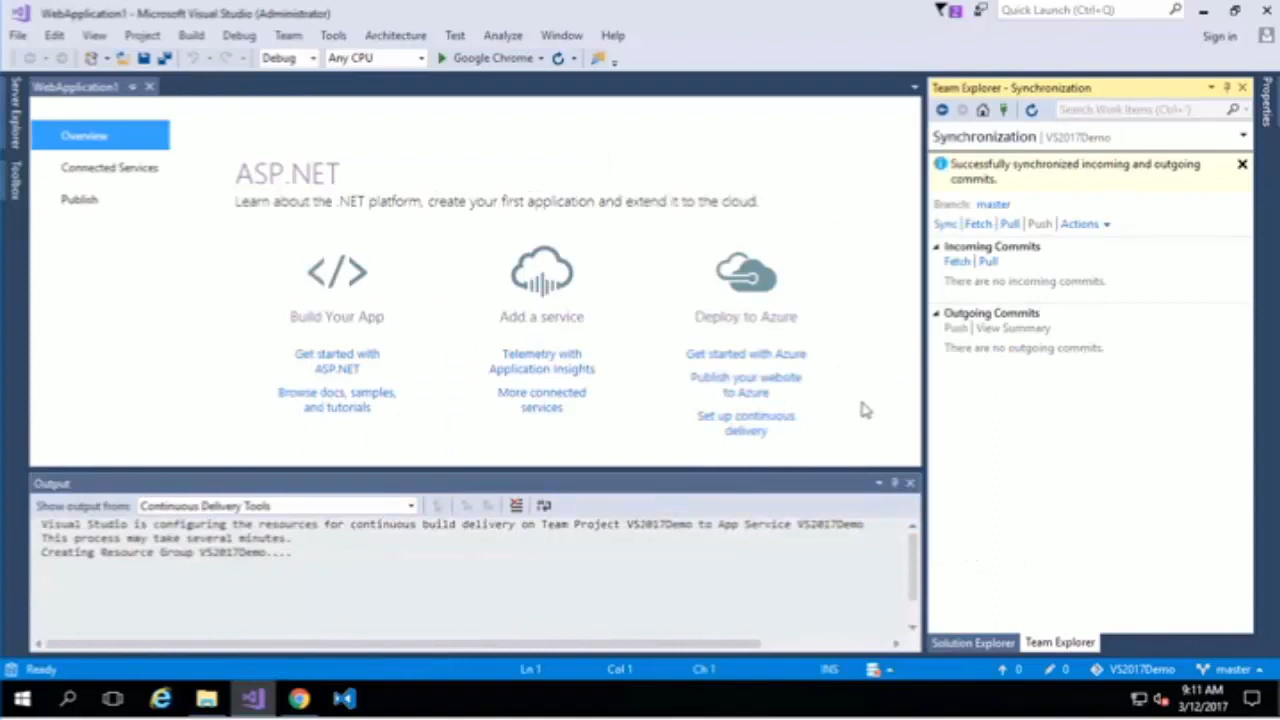 WebApplication1 - Microsoft Visual Studio (Administrator)
2
Quick Launch (Ctrl+Q)
File Edit View Project Build Debug Team Tools Architecture Test Analyze Window Help
Sign in
Debug
Any CPU
Google Chrome
Server Explorer
Toolbox
WebApplication1
Overview
Connected Services
Publish
ASP.NET
Learn about the .NET platform, create your first application and extend it to the cloud.
Build Your App
Get started with
ASP.NET
Browse docs, samples,
and tutorials
Add a service
Telemetry with
Application Insights
More connected
services
Deploy to Azure
Get started with Azure
Publish your website
to Azure
Set up continuous
delivery
Output
Show output from: Continuous Delivery Tools
Visual Studio is configuring the resources for continuous build delivery on Team Project VS2017Demo to App Service VS2017Demo
This process may take several minutes.
Creating Resource Group VS2017Demo....
Team Explorer - Synchronization
Search Work Items (Ctrl+')
Synchronization | VS2017Demo
Successfully synchronized incoming and outgoing
commits.
Branch: master
Sync | Fetch | Pull | Push | Actions
Incoming Commits
Fetch | Pull
There are no incoming commits.
Outgoing Commits
Push | View Summary
There are no outgoing commits.
Solution Explorer Team Explorer
Properties
Ready Ln 1 Col 1 Ch 1 INS 0 0 VS2017Demo master
9:11 AM
3/12/2017